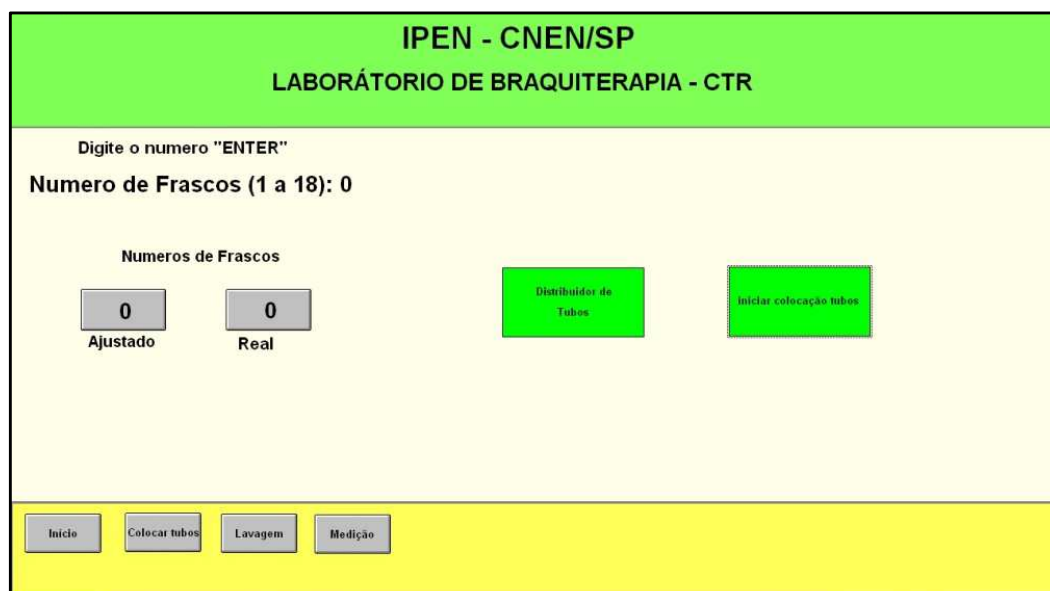 IPEN - CNEN/SP
LABORÁTORIO DE BRAQUITERAPIA - CTR
Digite o numero "ENTER"
Numero de Frascos (1 a 18): 0
Numeros de Frascos
0
0
Ajustado
Real
Distribuidor de
Tubos
iniciar colocação tubos
Inicio
Colocar tubos
Lavagem
Medição